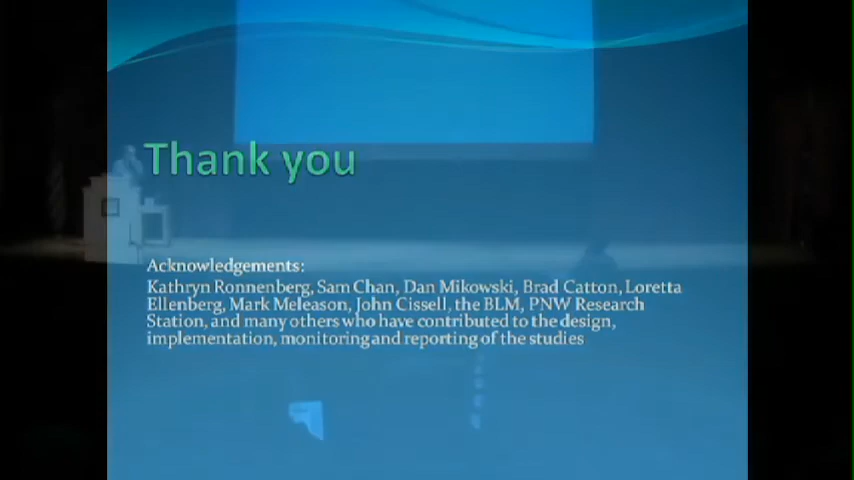 Thank you
Acknowledgements:
Kathryn Ronnenberg, Sam Chan, Dan Mikowski, Brad Catton, Loretta
Ellenberg, Mark Meleason, John Cissell, the BLM, PNW Research
Station, and many others who have contributed to the design,
implementation, monitoring and reporting of the studies